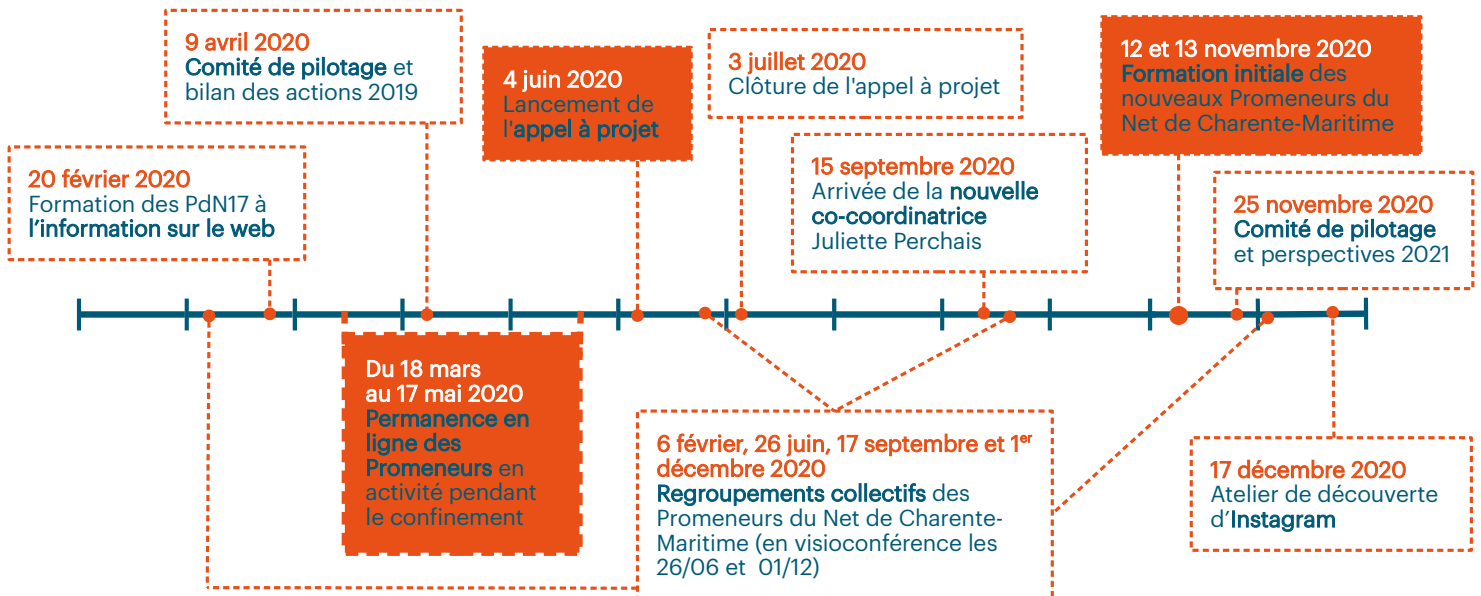 9 avril 2020
Comité de pilotage et
bilan des actions 2019
4 juin 2020
Lancement de
l'appel à projet
3 juillet 2020
Clôture de l'appel à projet
12 et 13 novembre 2020
Formation initiale des
nouveaux Promeneurs du
Net de Charente-Maritime
20 février 2020
Formation des PdN17 à
l’information sur le web
15 septembre 2020
Arrivée de la nouvelle
co-coordinatrice
Juliette Perchais
25 novembre 2020
Comité de pilotage
et perspectives 2021
Du 18 mars
au 17 mai 2020
Permanence en
ligne des
Promeneurs en
activité pendant
le confinement
6 février, 26 juin, 17 septembre et 1er
décembre 2020
Regroupements collectifs des
Promeneurs du Net de Charente-
Maritime (en visioconférence les
26/06 et 01/12)
17 décembre 2020
Atelier de découverte
d’Instagram